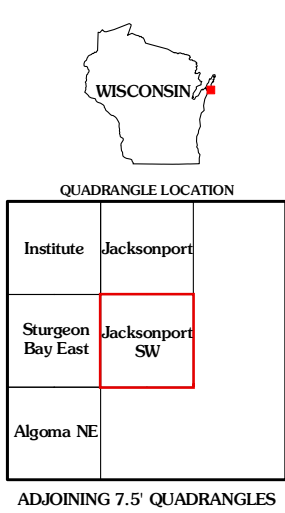 WISCONSIN
QUADRANGLE LOCATION
Institute
Jacksonport
Sturgeon
Bay East
Jacksonport
SW
Algoma NE
ADJOINING 7.5' QUADRANGLES